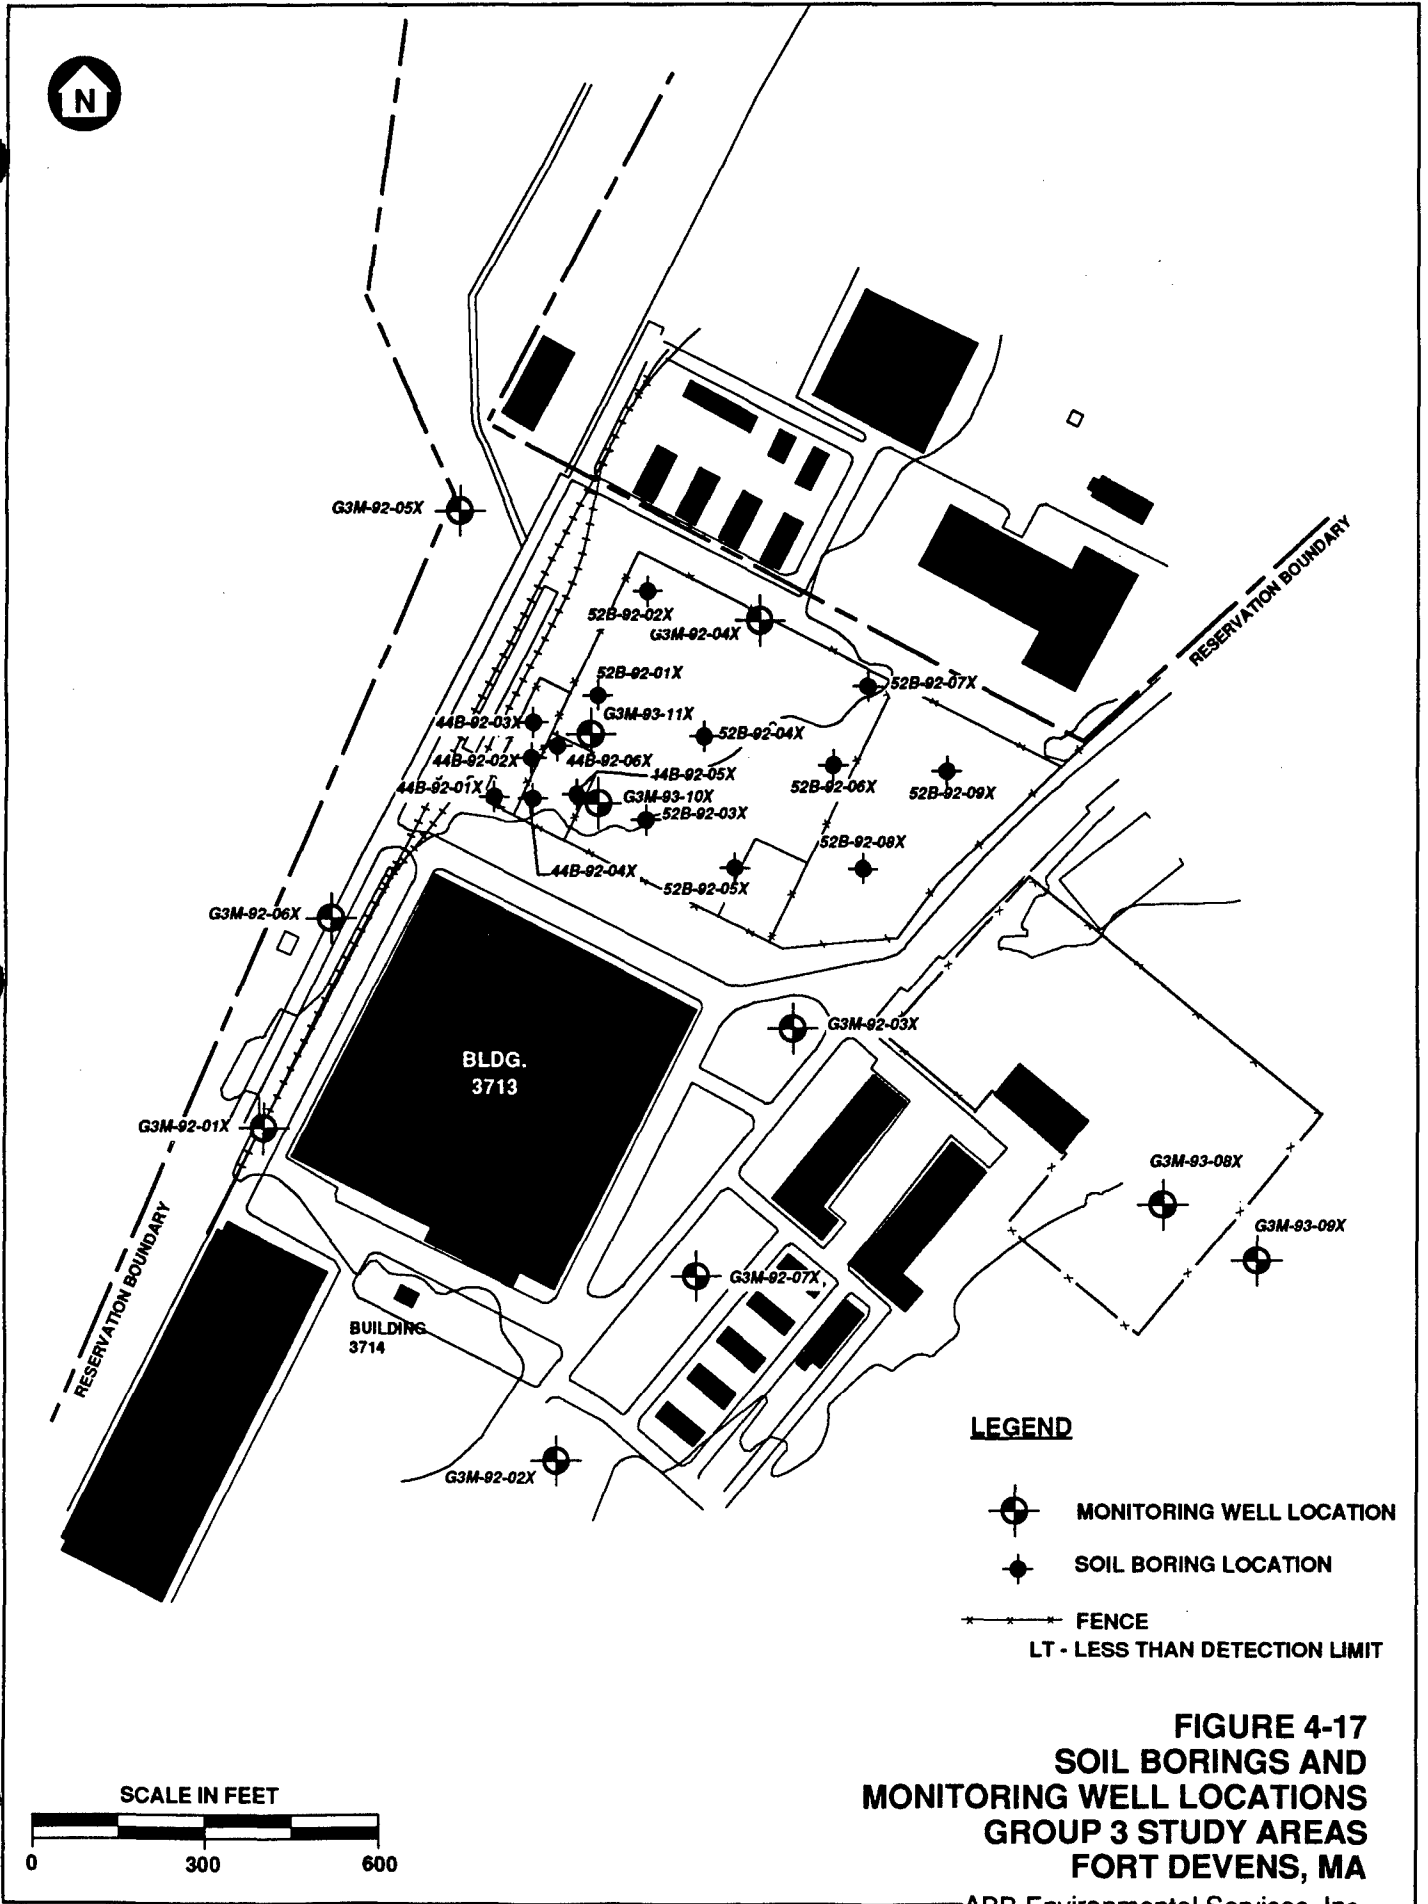 N
G3M-92-05X
RESERVATION BOUNDARY
52B-92-02X
G3M-92-04X
52B-92-01X
52B-92-07X
44B-92-03X
G3M-93-11X
52B-92-04X
44B-92-02X
44B-92-06X
44B-92-05X
44B-92-01X
52B-92-06X
52B-92-09X
G3M-93-10X
52B-92-03X
52B-92-08X
44B-92-04X
52B-92-05X
G3M-92-06X
G3M-92-03X
BLDG.
3713
G3M-92-01X
G3M-93-08X
G3M-93-09X
G3M-92-07X
RESERVATION BOUNDARY
BUILDING
3714
G3M-92-02X
LEGEND
MONITORING WELL LOCATION
SOIL BORING LOCATION
FENCE
LT - LESS THAN DETECTION LIMIT
FIGURE 4-17
SOIL BORINGS AND
MONITORING WELL LOCATIONS
GROUP 3 STUDY AREAS
FORT DEVENS, MA
SCALE IN FEET
0 300 600
Environmental Services, Inc.